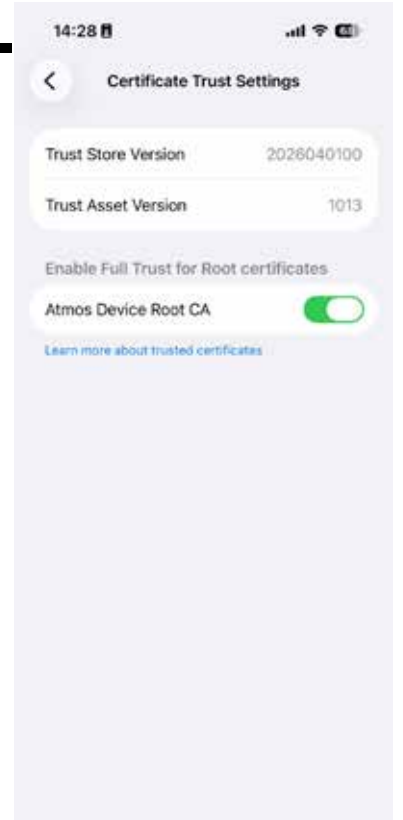 14:28
Certificate Trust Settings
Trust Store Version 2026040100
Trust Asset Version 1013
Enable Full Trust for Root certificates
Atmos Device Root CA
Learn more about trusted certificates